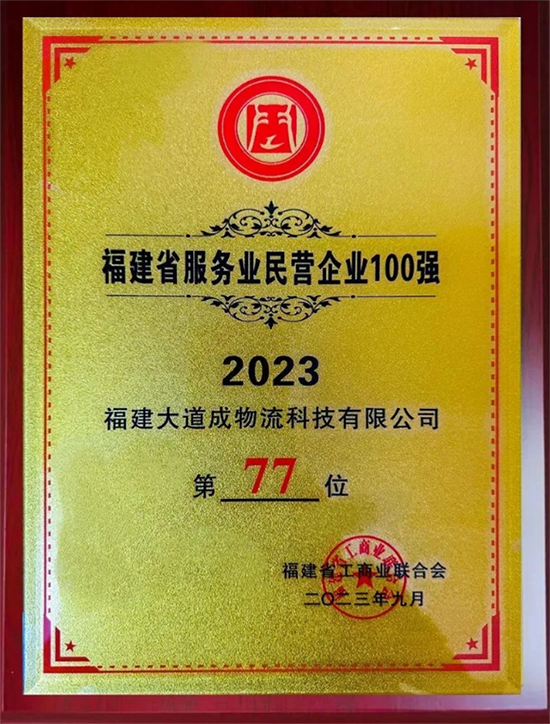 福建省服务业民营企业100强
2023
福建大道成物流科技有限公司
第 77 位
福建省工商业联合会
二〇二三年九月